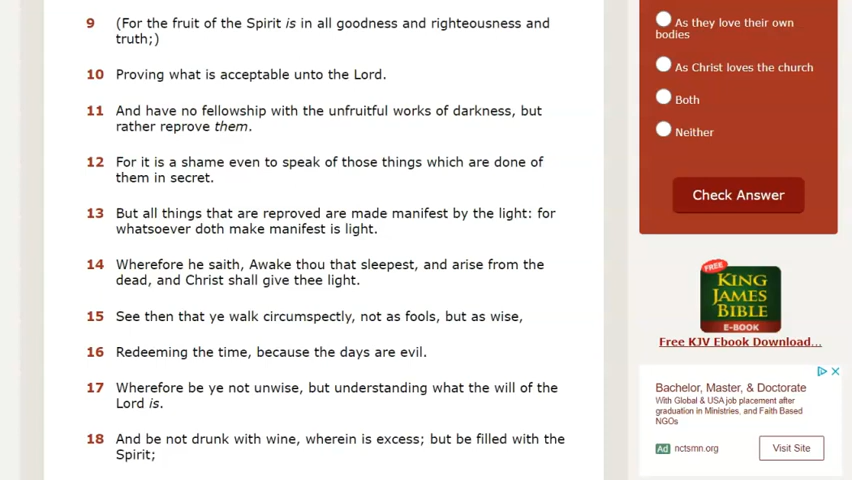 9 (For the fruit of the Spirit is in all goodness and righteousness and
truth;)
10 Proving what is acceptable unto the Lord.
11 And have no fellowship with the unfruitful works of darkness, but
rather reprove them.
12 For it is a shame even to speak of those things which are done of
them in secret.
13 But all things that are reproved are made manifest by the light: for
whatsoever doth make manifest is light.
14 Wherefore he saith, Awake thou that sleepest, and arise from the
dead, and Christ shall give thee light.
15 See then that ye walk circumspectly, not as fools, but as wise,
16 Redeeming the time, because the days are evil.
17 Wherefore be ye not unwise, but understanding what the will of the
Lord is.
18 And be not drunk with wine, wherein is excess; but be filled with the
Spirit;
As they love their own
bodies
As Christ loves the church
Both
Neither
Check Answer
FREE
KING
JAMES
BIBLE
E-BOOK
Free KJV Ebook Download...
Bachelor, Master, & Doctorate
With Global & USA job placement after
graduation in Ministries, and Faith Based
NGOs
Ad nctsmn.org
Visit Site